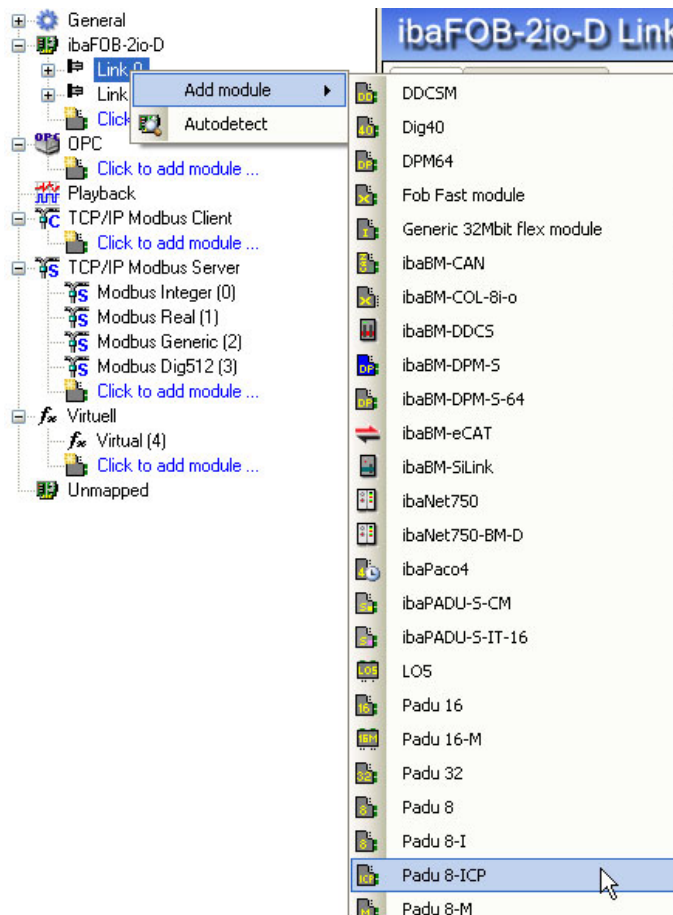 General
ibaFOB-2io-D
Link 0
Link
Click
OPC
Click to add module ...
Playback
TCP/IP Modbus Client
Click to add module ...
TCP/IP Modbus Server
Modbus Integer (0)
Modbus Real (1)
Modbus Generic (2)
Modbus Dig512 (3)
Click to add module ...
Virtuell
Virtual (4)
Click to add module ...
Unmapped
Add module
Autodetect
ibaFOB-2io-D Link
DDCSM
Dig40
DPM64
Fob Fast module
Generic 32Mbit flex module
ibaBM-CAN
ibaBM-COL-8i-o
ibaBM-DDCS
ibaBM-DPM-S
ibaBM-DPM-S-64
ibaBM-eCAT
ibaBM-SiLink
ibaNet750
ibaNet750-BM-D
ibaPaco4
ibaPADU-S-CM
ibaPADU-S-IT-16
LO5
Padu 16
Padu 16-M
Padu 32
Padu 8
Padu 8-I
Padu 8-ICP
Padu 8-M